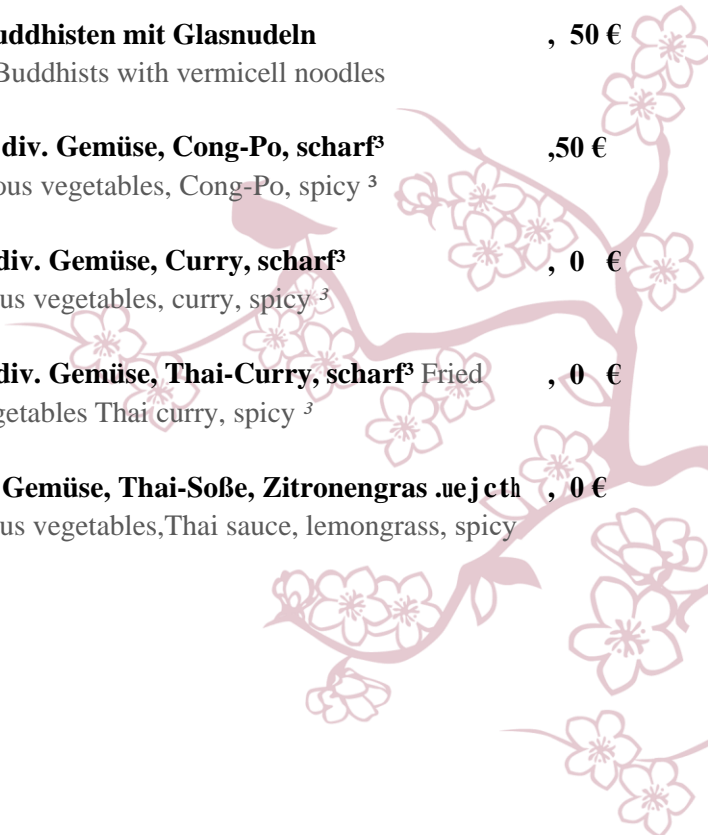 uddhisten mit Glasnudeln , 50 €
Buddhists with vermicell noodles
div. Gemüse, Cong-Po, scharf³ ,50 €
ous vegetables, Cong-Po, spicy ³
div. Gemüse, Curry, scharf³ , 0 €
us vegetables, curry, spicy ³
div. Gemüse, Thai-Curry, scharf³ Fried , 0 €
getables Thai curry, spicy ³
Gemüse, Thai-Soße, Zitronengras .uejcth , 0 €
us vegetables,Thai sauce, lemongrass, spicy